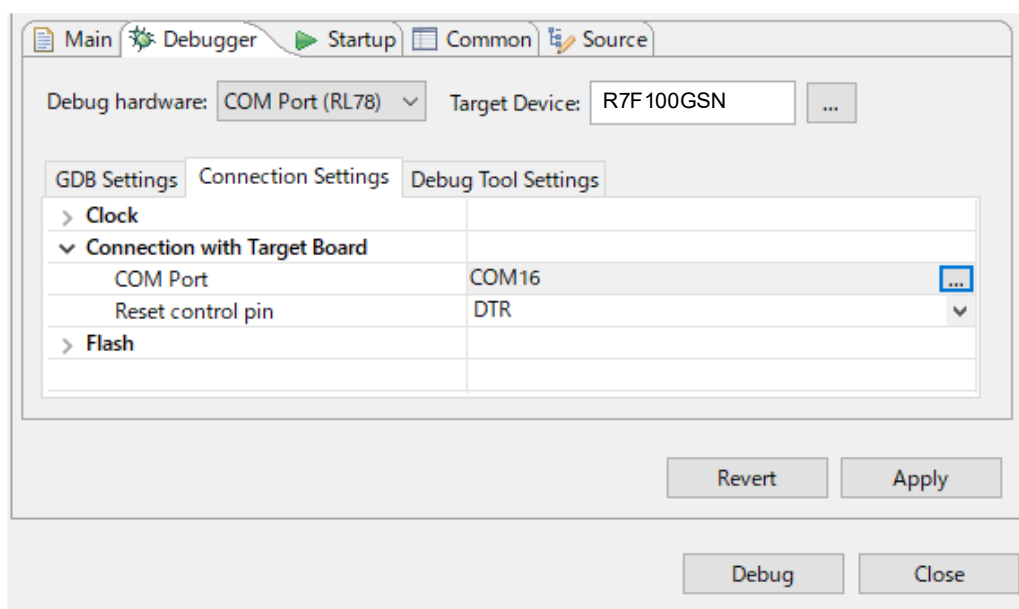 Main Debugger Startup Common Source
Debug hardware: COM Port (RL78) Target Device: R7F100GSN ...
GDB Settings Connection Settings Debug Tool Settings
Clock
Connection with Target Board
COM Port COM16 ...
Reset control pin DTR
Flash
Revert Apply
Debug Close